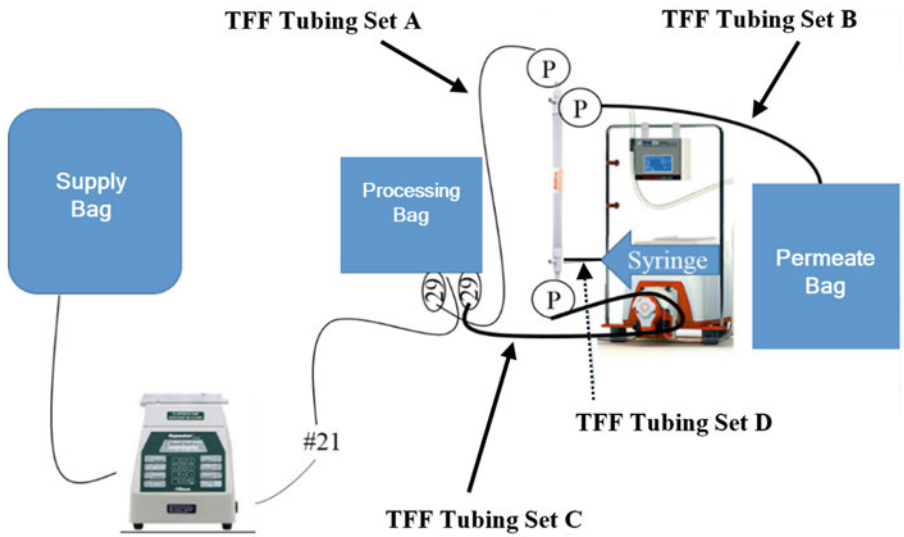 TFF Tubing Set A
TFF Tubing Set B
P
P
Supply
Bag
Processing
Bag
Syringe
Permeate
Bag
29
29
P
TFF Tubing Set D
#21
TFF Tubing Set C